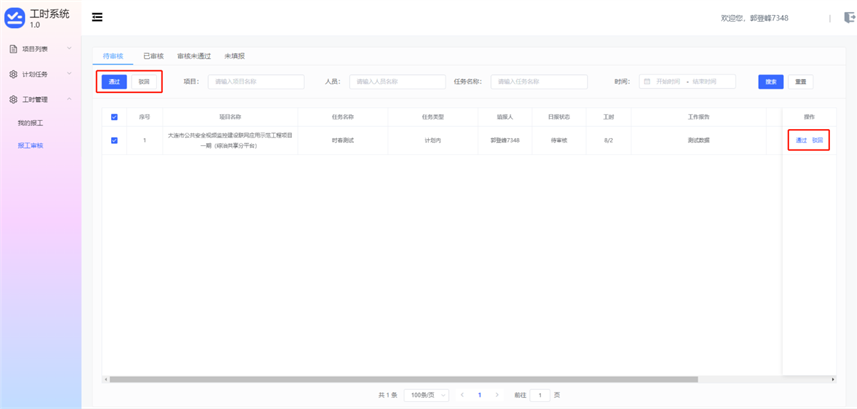 工时系统
1.0
欢迎您，郭登峰7348
项目列表
计划任务
工时管理
我的报工
报工审核
待审核 已审核 审核未通过 未填报
通过 驳回 项目: 请输入项目名称 人员: 请输入人员名称 任务名称: 请输入任务名称 时间: 开始时间 - 结束时间 搜索 重置
序号 项目名称 任务名称 任务类型 填报人 日报状态 工时 工作报告 操作
1 大连市公共安全视频监控建设联网应用示范工程项目一期（综治共享分平台） 时春测试 计划内 郭登峰7348 待审核 8/2 测试数据 通过 驳回
共 1 条 100条/页 1 前往 1 页